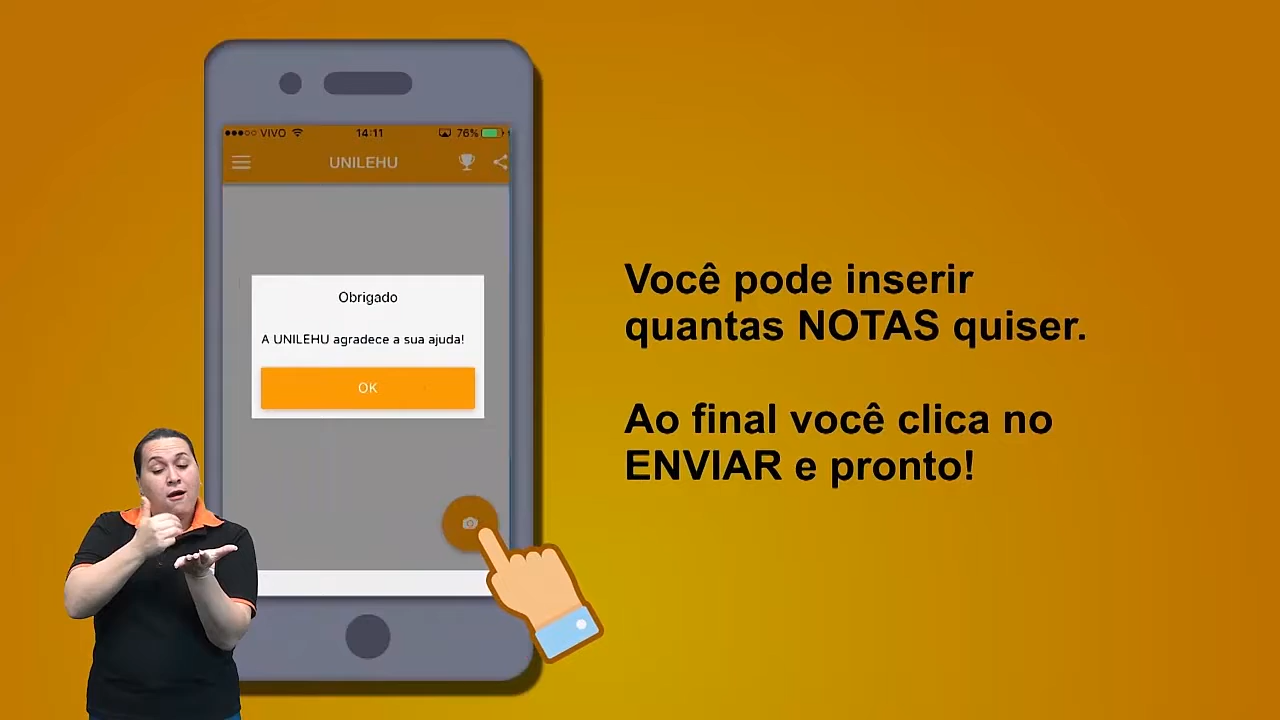 VIVO 14:11 76%
UNILEHU
Obrigado
A UNILEHU agradece a sua ajuda!
OK
Você pode inserir
quantas NOTAS quiser.
Ao final você clica no
ENVIAR e pronto!